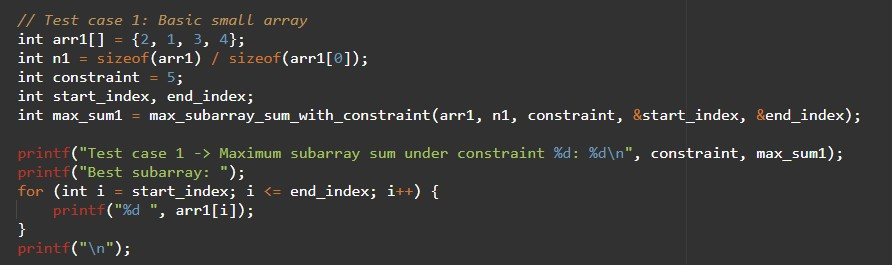 // Test case 1: Basic small array
int arr1[] = {2, 1, 3, 4};
int n1 = sizeof(arr1) / sizeof(arr1[0]);
int constraint = 5;
int start_index, end_index;
int max_sum1 = max_subarray_sum_with_constraint(arr1, n1, constraint, &start_index, &end_index);

printf("Test case 1 -> Maximum subarray sum under constraint %d: %d\n", constraint, max_sum1);
printf("Best subarray: ");
for (int i = start_index; i <= end_index; i++) {
    printf("%d ", arr1[i]);
}
printf("\n");